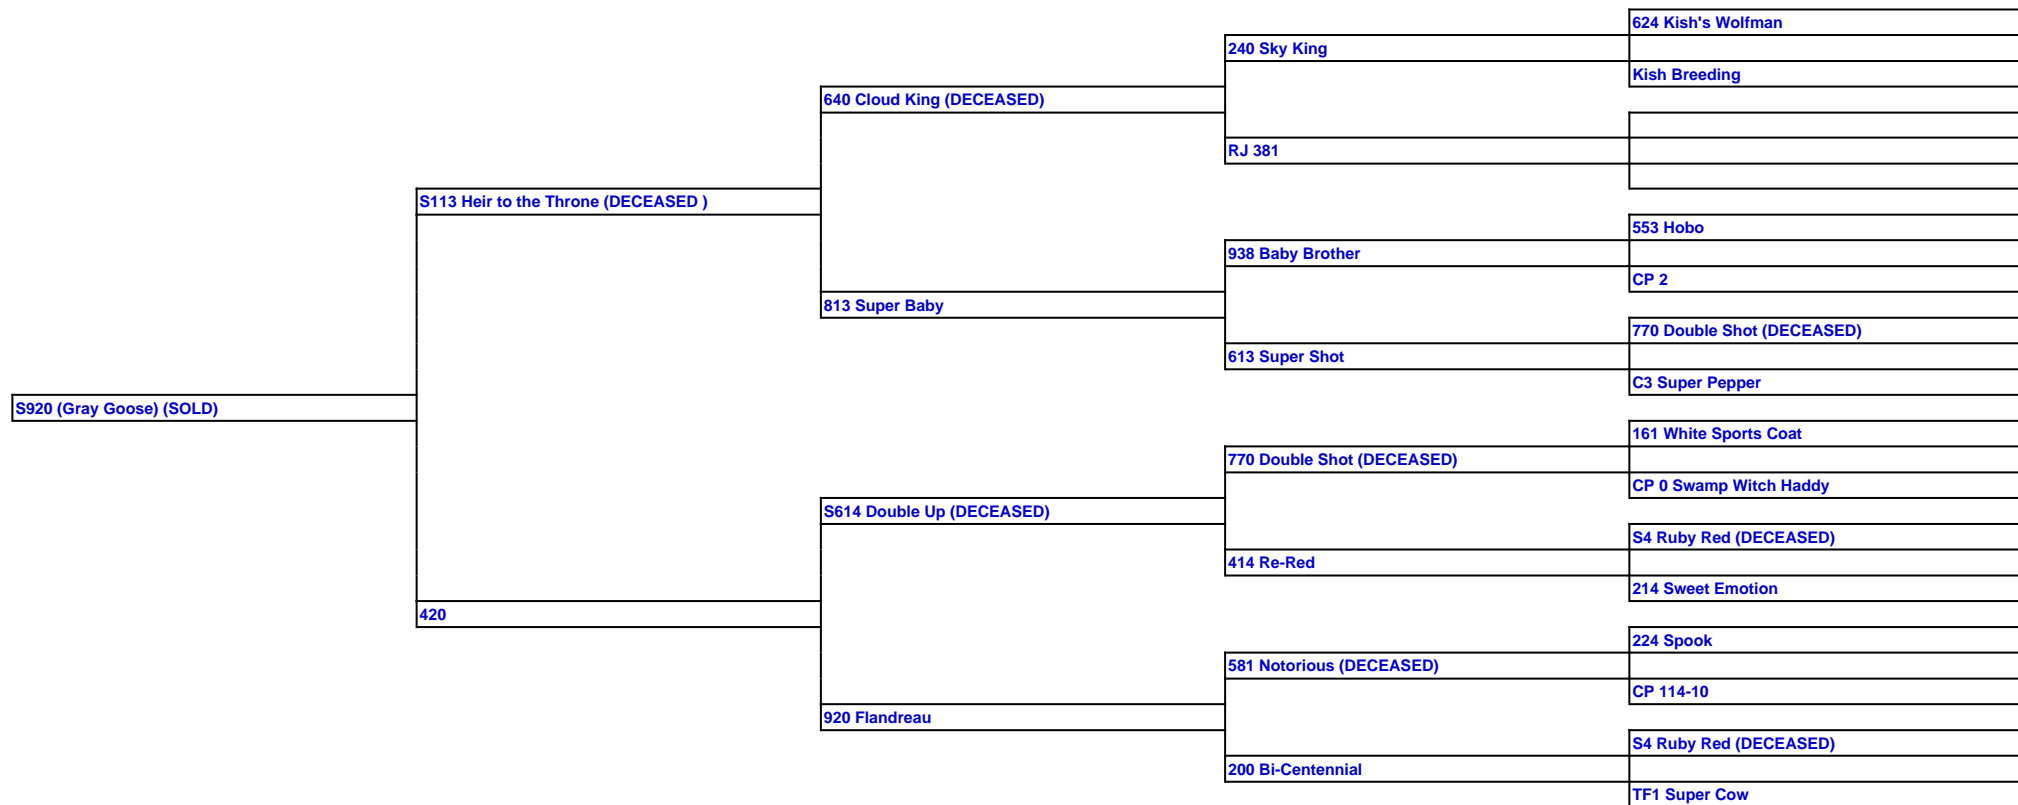 624 Kish's Wolfman
240 Sky King
Kish Breeding
640 Cloud King (DECEASED)
RJ 381
S113 Heir to the Throne (DECEASED )
553 Hobo
938 Baby Brother
CP 2
813 Super Baby
770 Double Shot (DECEASED)
613 Super Shot
C3 Super Pepper
S920 (Gray Goose) (SOLD)
161 White Sports Coat
770 Double Shot (DECEASED)
CP 0 Swamp Witch Haddy
S614 Double Up (DECEASED)
S4 Ruby Red (DECEASED)
414 Re-Red
214 Sweet Emotion
420
224 Spook
581 Notorious (DECEASED)
CP 114-10
920 Flandreau
S4 Ruby Red (DECEASED)
200 Bi-Centennial
TF1 Super Cow